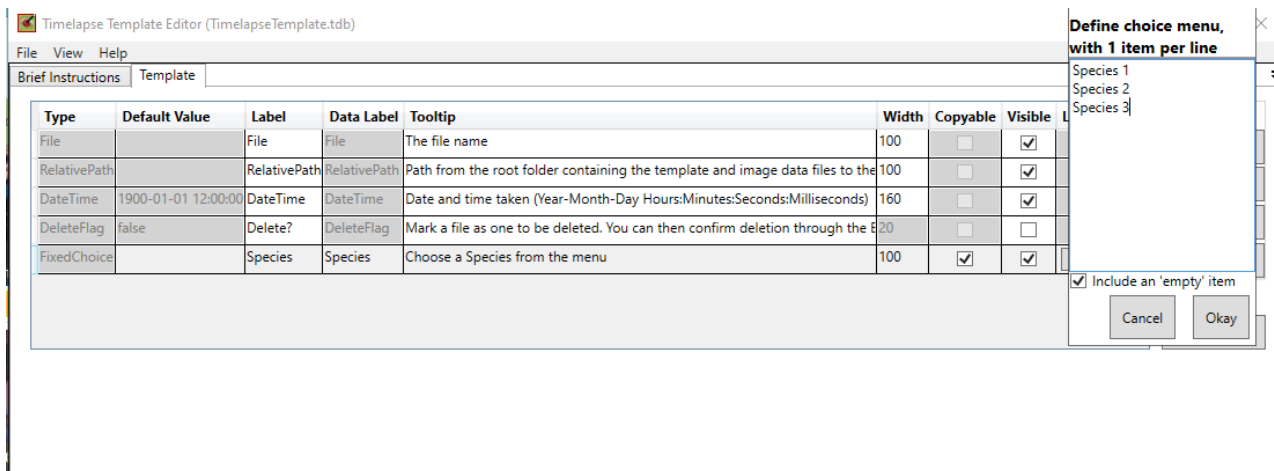 Timelapse Template Editor (TimelapseTemplate.tdb)
File View Help
Brief Instructions Template
Type Default Value Label Data Label Tooltip Width Copyable Visible L
File File File The file name 100
RelativePath RelativePath RelativePath Path from the root folder containing the template and image data files to the 100
DateTime 1900-01-01 12:00:00 DateTime DateTime Date and time taken (Year-Month-Day Hours:Minutes:Seconds:Milliseconds) 160
DeleteFlag false Delete? DeleteFlag Mark a file as one to be deleted. You can then confirm deletion through the E 20
FixedChoice Species Species Choose a Species from the menu 100
Define choice menu,
with 1 item per line
Species 1
Species 2
Species 3
Include an 'empty' item
Cancel Okay